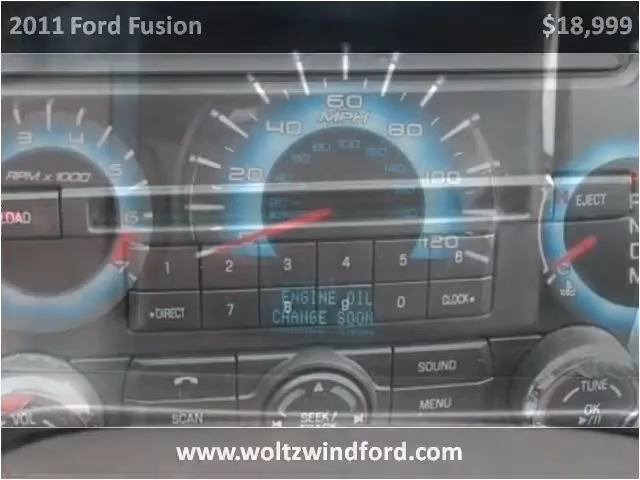 2011 Ford Fusion $18,999
60
MPH
40 80
3 4
5
20 100
RPM x 1000
EJECT
LOAD
6
120
1 2 3 4 5 6
ENGINE OIL
CHANGE SOON
•DIRECT 7 8 9 0 CLOCK•
SOUND
TUNE
MENU
OK
VOL SCAN SEEK/
www.woltzwindford.com